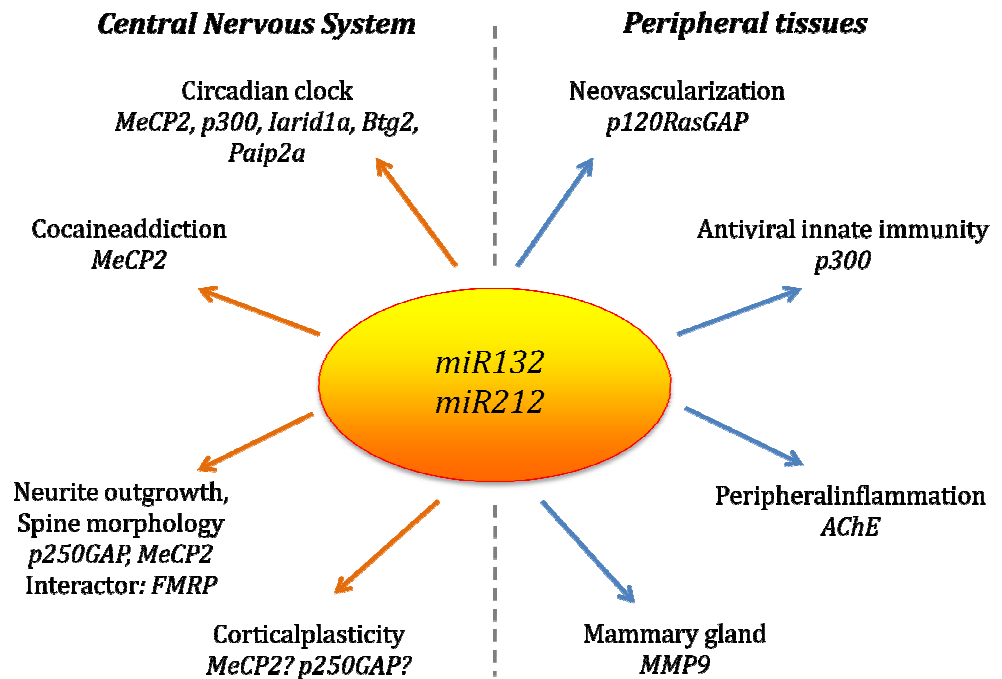 Central Nervous System
Peripheral tissues
Circadian clock
MeCP2, p300, Iarid1a, Btg2,
Paip2a
Neovascularization
p120RasGAP
Cocaineaddiction
MeCP2
Antiviral innate immunity
p300
miR132
miR212
Neurite outgrowth,
Spine morphology
p250GAP, MeCP2
Interactor: FMRP
Peripheralinflammation
AChE
Corticalplasticity
MeCP2? p250GAP?
Mammary gland
MMP9